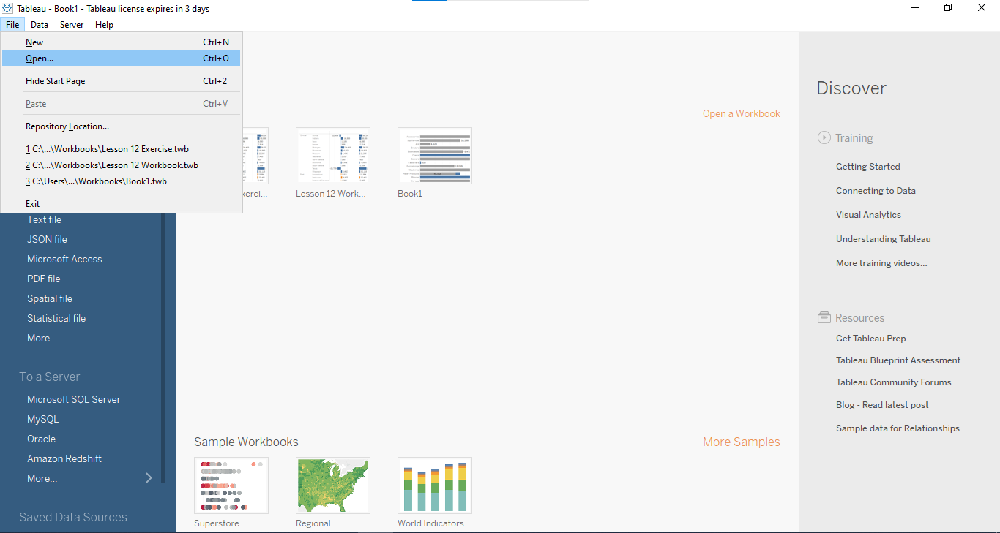 Tableau - Book1 - Tableau license expires in 3 days
File Data Server Help
New Ctrl+N
Open... Ctrl+O
Hide Start Page Ctrl+2
Paste Ctrl+V
Repository Location...
1 C:\...\Workbooks\Lesson 12 Exercise.twb
2 C:\...\Workbooks\Lesson 12 Workbook.twb
3 C:\Users\...\Workbooks\Book1.twb
Exit
Text file
JSON file
Microsoft Access
PDF file
Spatial file
Statistical file
More...
To a Server
Microsoft SQL Server
MySQL
Oracle
Amazon Redshift
More...
Saved Data Sources
Open a Workbook
Lesson 12 Work...
Book1
Sample Workbooks
More Samples
Superstore
Regional
World Indicators
Discover
Training
Getting Started
Connecting to Data
Visual Analytics
Understanding Tableau
More training videos...
Resources
Get Tableau Prep
Tableau Blueprint Assessment
Tableau Community Forums
Blog - Read latest post
Sample data for Relationships